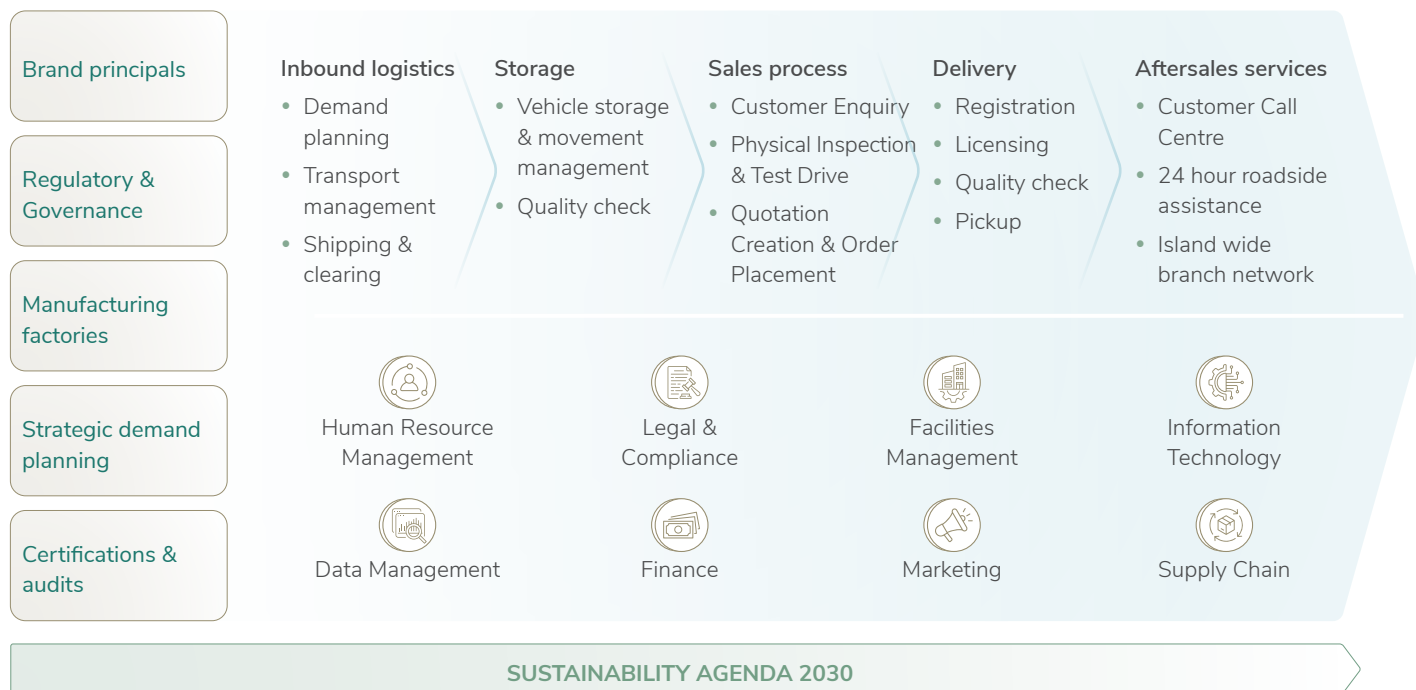 Brand principals
Regulatory &
Governance
Manufacturing
factories
Strategic demand
planning
Certifications &
audits
Inbound logistics
• Demand
planning
• Transport
management
• Shipping &
clearing
Storage
• Vehicle storage
& movement
management
• Quality check
Sales process
• Customer Enquiry
• Physical Inspection
& Test Drive
• Quotation
Creation & Order
Placement
Delivery
• Registration
• Licensing
• Quality check
• Pickup
Aftersales services
• Customer Call
Centre
• 24 hour roadside
assistance
• Island wide
branch network
Human Resource
Management
Legal &
Compliance
Facilities
Management
Information
Technology
Data Management
Finance
Marketing
Supply Chain
SUSTAINABILITY AGENDA 2030